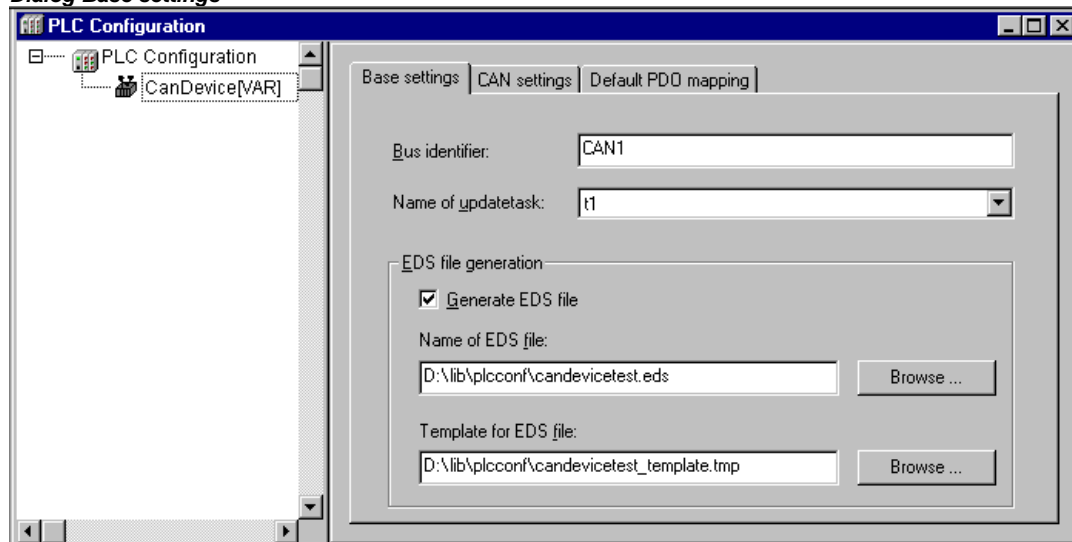 Dialog Base settings
PLC Configuration
PLC Configuration
CanDevice[VAR]
Base settings
CAN settings
Default PDO mapping
Bus identifier:
CAN1
Name of updatetask:
t1
EDS file generation
Generate EDS file
Name of EDS file:
D:\lib\plcconf\candevicetest.eds
Browse ...
Template for EDS file:
D:\lib\plcconf\candevicetest_template.tmp
Browse ...